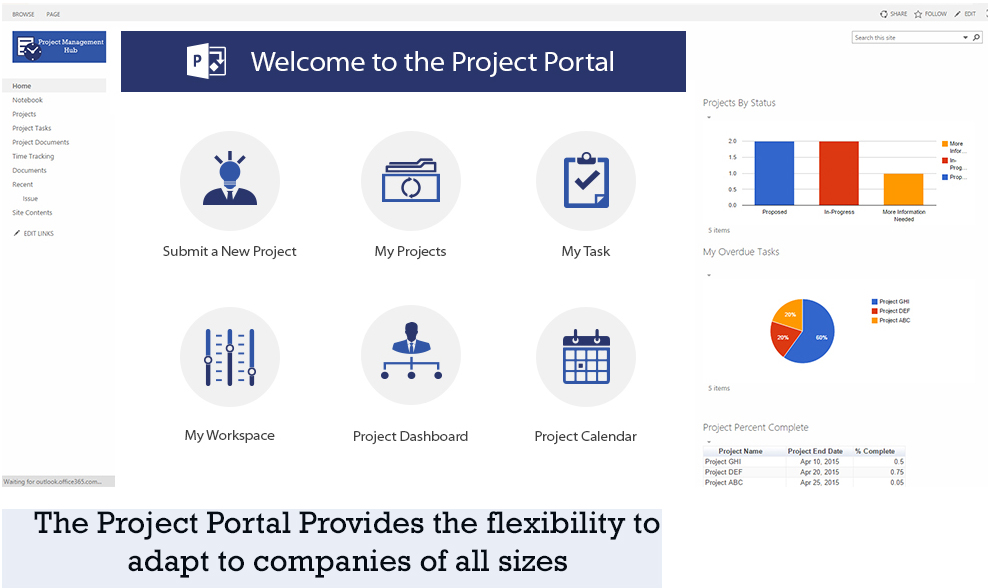 BROWSE PAGE
SHARE FOLLOW EDIT
Project Management
Hub
P
Welcome to the Project Portal
Search this site
Home
Notebook
Projects
Project Tasks
Project Documents
Time Tracking
Documents
Recent
Issue
Site Contents
EDIT LINKS
Submit a New Project
My Projects
My Task
My Workspace
Project Dashboard
Project Calendar
Projects By Status
2.0
1.5
1.0
0.5
0.0
Proposed In-Progress More Information
Needed
More
Infor...
In-
Prog...
Prop...
5 items
My Overdue Tasks
20%
20%
60%
Project GHI
Project DEF
Project ABC
5 items
Project Percent Complete
Project Name Project End Date % Complete
Project GHI Apr 10, 2015 0.5
Project DEF Apr 20, 2015 0.75
Project ABC Apr 25, 2015 0.05
Waiting for outlook.office365.com...
The Project Portal Provides the flexibility to
adapt to companies of all sizes